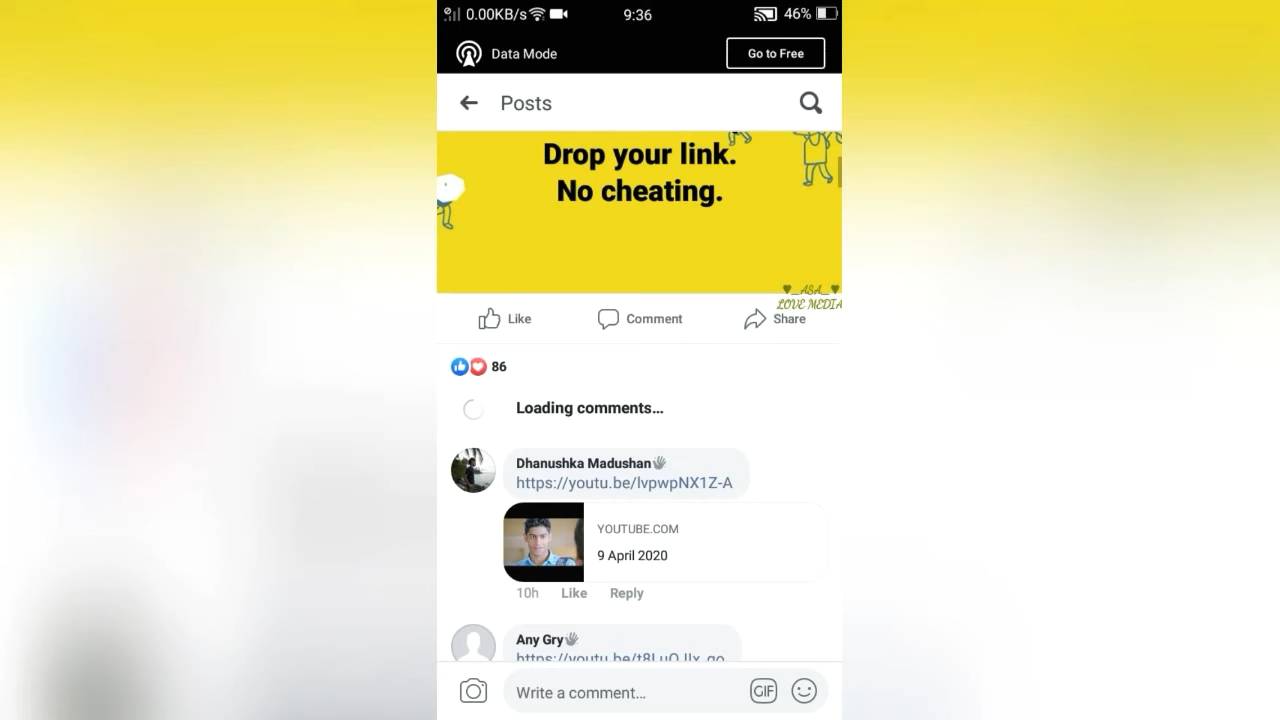 0.00KB/s 9:36 46%
Data Mode Go to Free
Posts
Drop your link.
No cheating.
♥_ASA_♥
LOVE MEDIA
Like Comment Share
86
Loading comments...
Dhanushka Madushan
https://youtu.be/lvpwpNX1Z-A
YOUTUBE.COM
9 April 2020
10h Like Reply
Any Gry
Write a comment... GIF